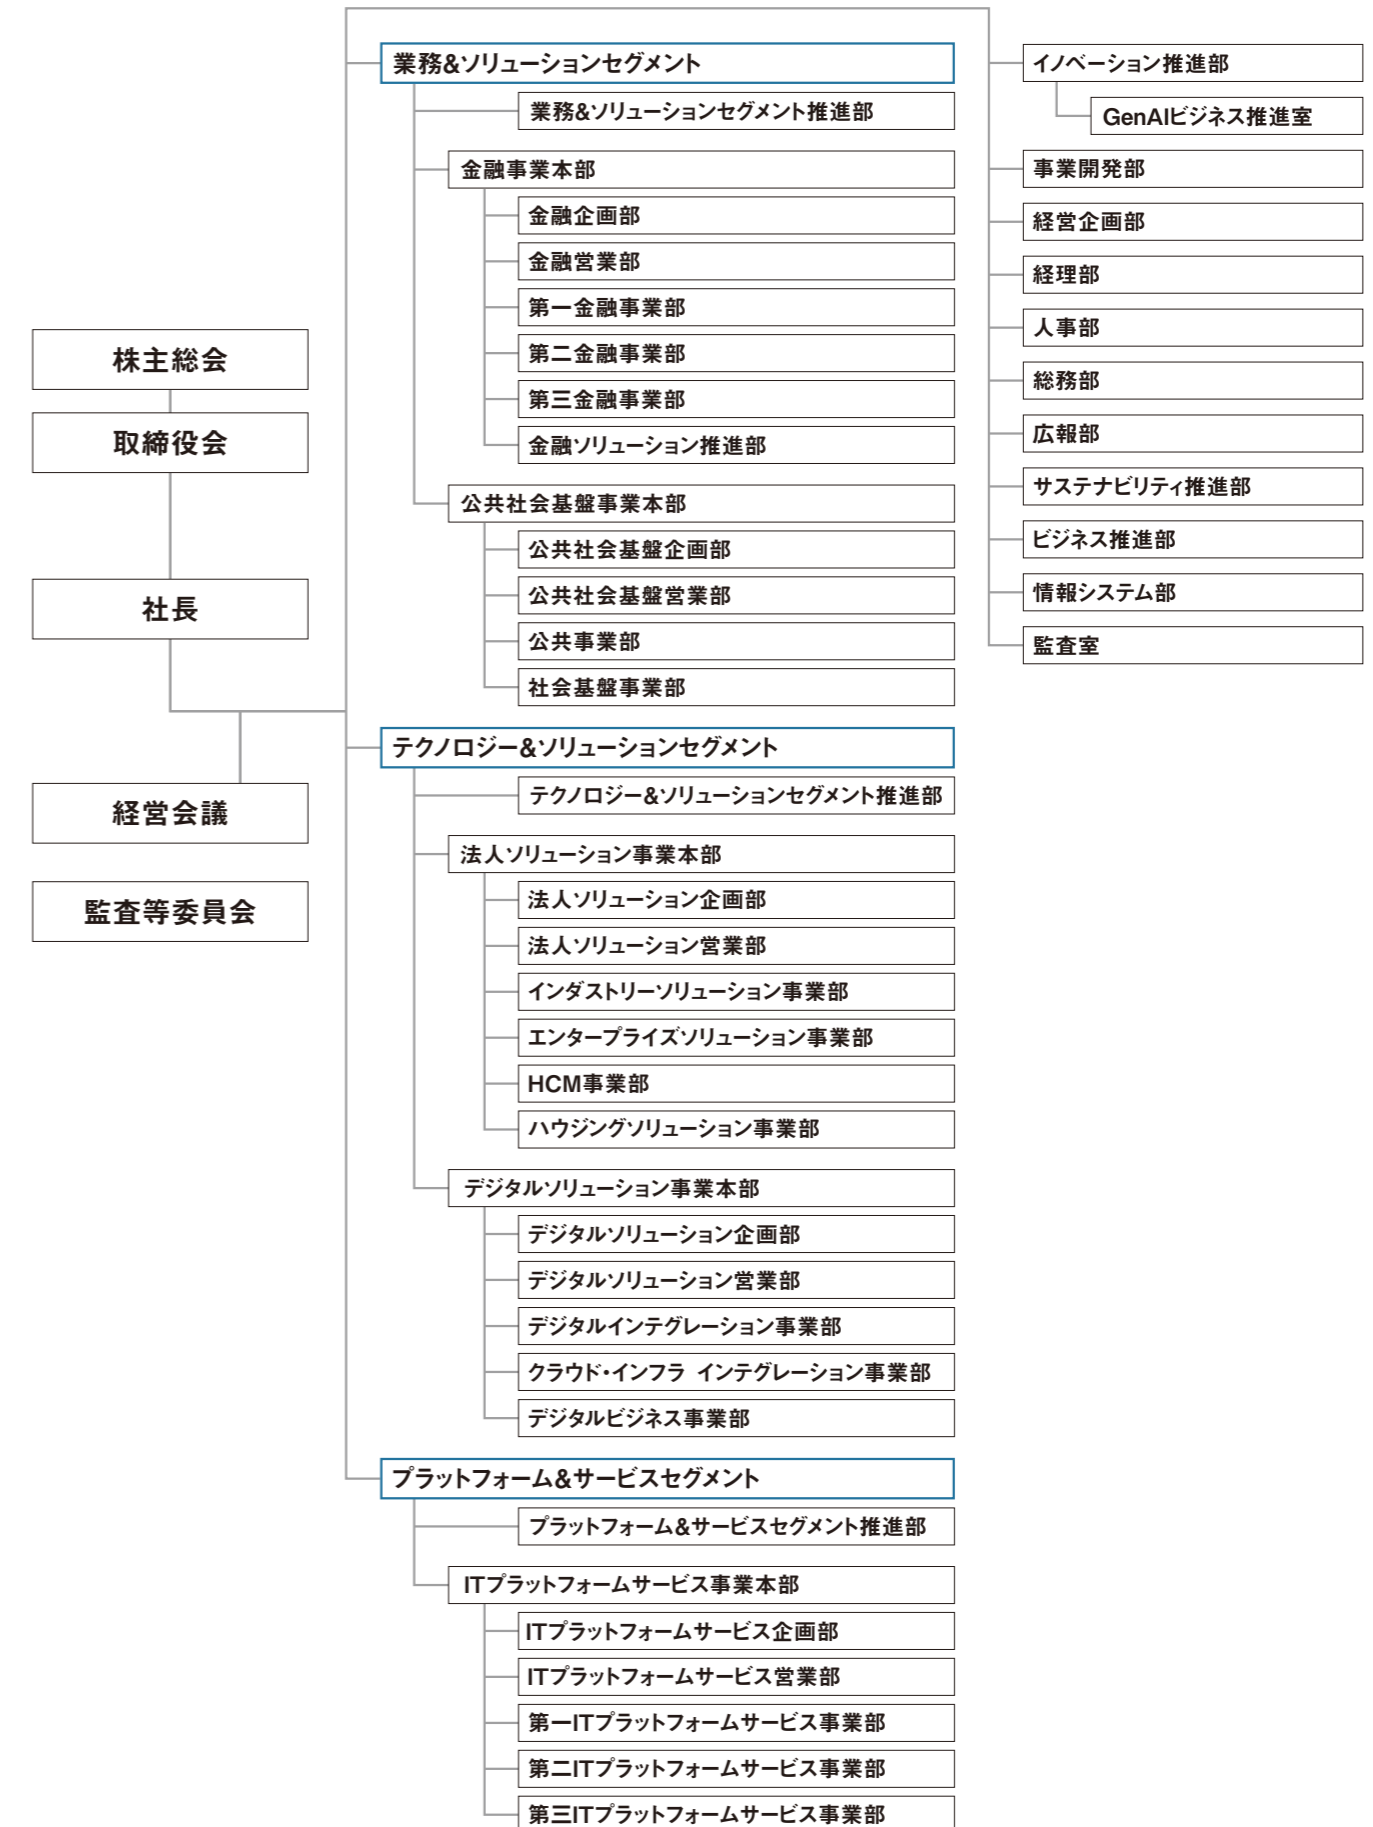 株主総会
取締役会
社長
経営会議
監査等委員会
業務&ソリューションセグメント
業務&ソリューションセグメント推進部
金融事業本部
金融企画部
金融営業部
第一金融事業部
第二金融事業部
第三金融事業部
金融ソリューション推進部
公共社会基盤事業本部
公共社会基盤企画部
公共社会基盤営業部
公共事業部
社会基盤事業部
テクノロジー&ソリューションセグメント
テクノロジー&ソリューションセグメント推進部
法人ソリューション事業本部
法人ソリューション企画部
法人ソリューション営業部
インダストリーソリューション事業部
エンタープライズソリューション事業部
HCM事業部
ハウジングソリューション事業部
デジタルソリューション事業本部
デジタルソリューション企画部
デジタルソリューション営業部
デジタルインテグレーション事業部
クラウド・インフラ インテグレーション事業部
デジタルビジネス事業部
プラットフォーム&サービスセグメント
プラットフォーム&サービスセグメント推進部
ITプラットフォームサービス事業本部
ITプラットフォームサービス企画部
ITプラットフォームサービス営業部
第一ITプラットフォームサービス事業部
第二ITプラットフォームサービス事業部
第三ITプラットフォームサービス事業部
イノベーション推進部
GenAIビジネス推進室
事業開発部
経営企画部
経理部
人事部
総務部
広報部
サステナビリティ推進部
ビジネス推進部
情報システム部
監査室